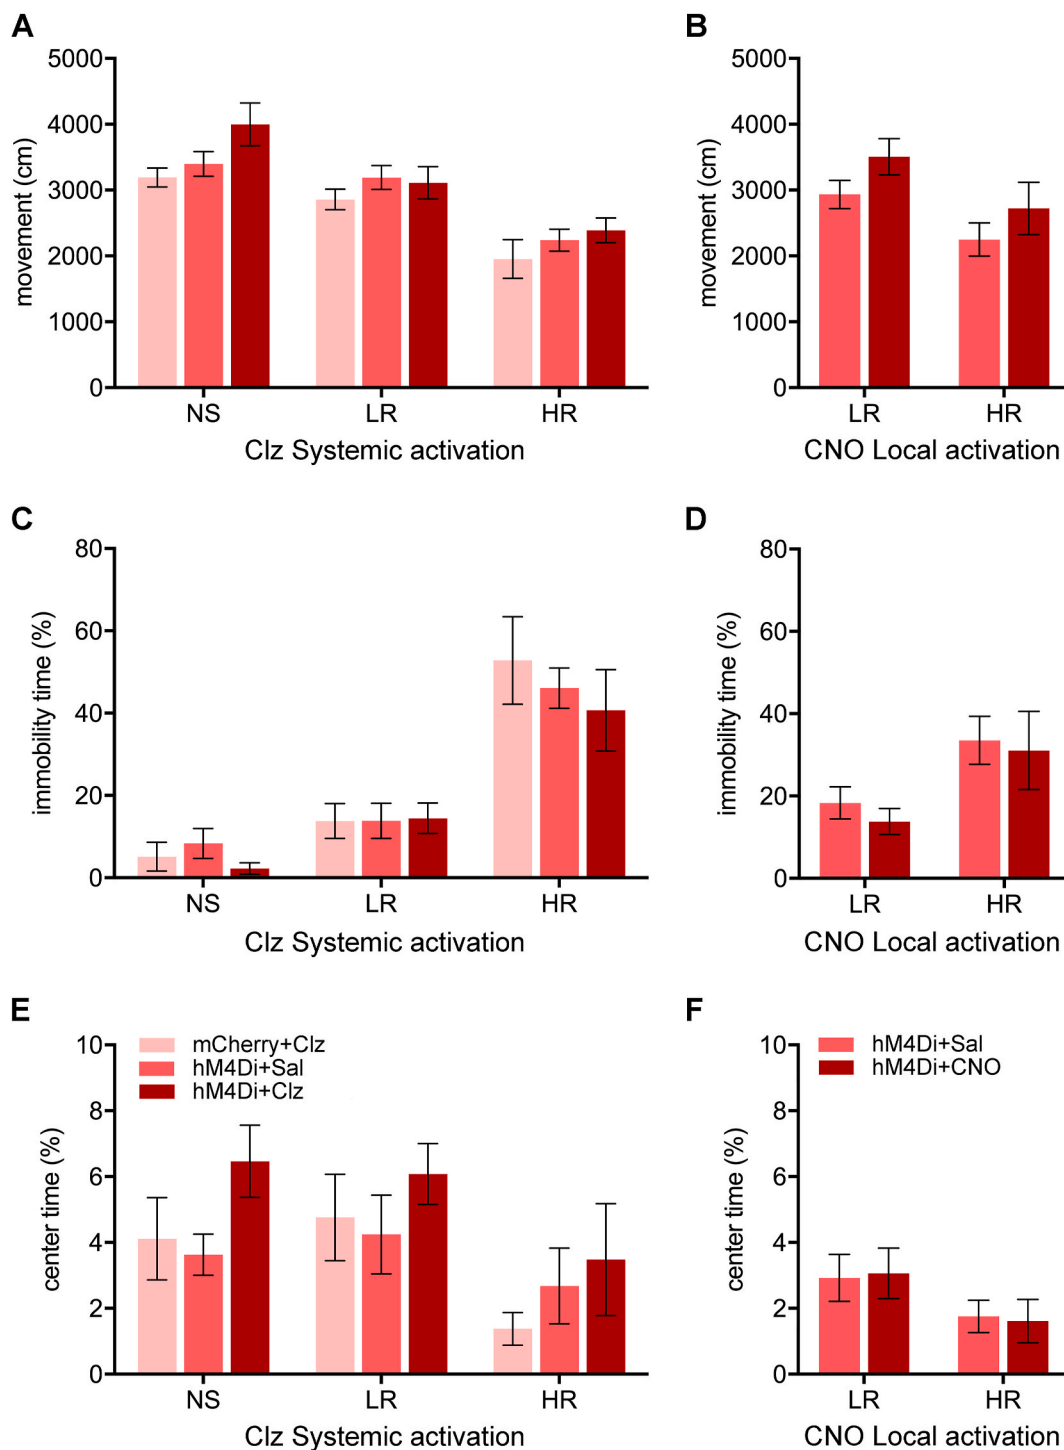 A
5000
4000
3000
2000
1000
0
movement (cm)
NS
LR
HR
Clz Systemic activation
B
5000
4000
3000
2000
1000
0
movement (cm)
LR
HR
CNO Local activation
C
80
60
40
20
0
immobility time (%)
NS
LR
HR
Clz Systemic activation
D
80
60
40
20
0
immobility time (%)
LR
HR
CNO Local activation
E
mCherry+Clz
hM4Di+Sal
hM4Di+Clz
10
8
6
4
2
0
center time (%)
NS
LR
HR
Clz Systemic activation
F
hM4Di+Sal
hM4Di+CNO
10
8
6
4
2
0
center time (%)
LR
HR
CNO Local activation